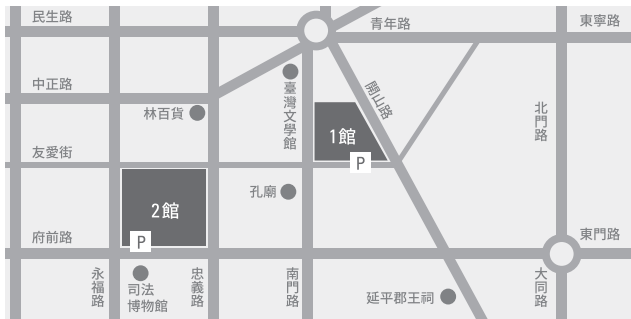 民生路
青年路
東寧路
中正路
臺灣文學館
開山路
林百貨
北門路
1館
P
友愛街
孔廟
2館
P
府前路
東門路
永福路
司法
博物館
忠義路
南門路
延平郡王祠
大同路